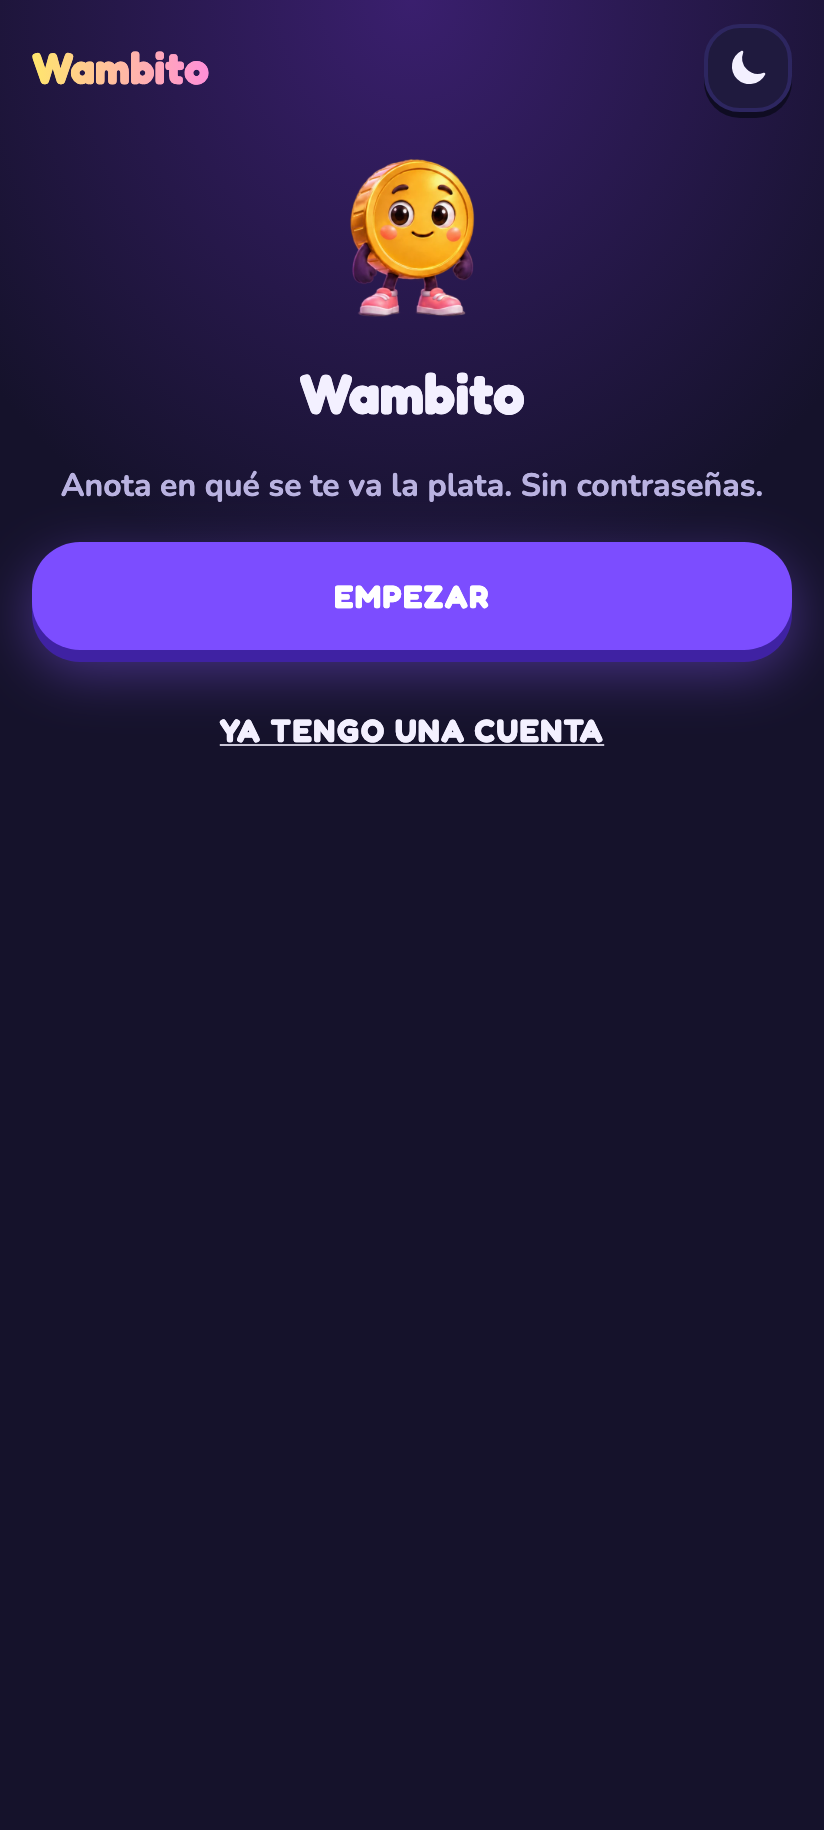 Wambito
Wambito
Anota en qué se te va la plata. Sin contraseñas.
EMPEZAR
YA TENGO UNA CUENTA